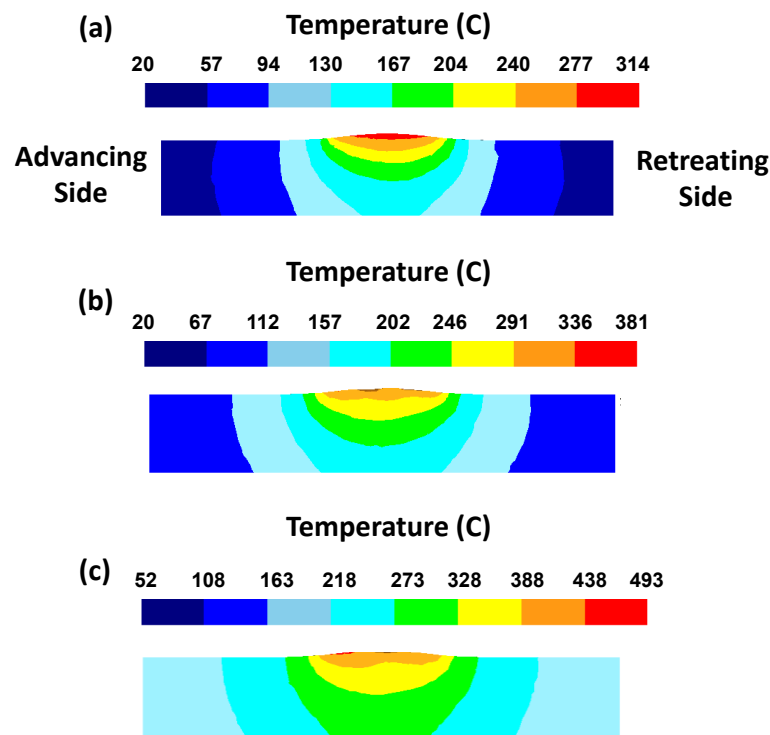 (a)
Temperature (C)
20 57 94 130 167 204 240 277 314
Advancing Side
Retreating Side
Temperature (C)
(b)
20 67 112 157 202 246 291 336 381
Temperature (C)
(c)
52 108 163 218 273 328 388 438 493